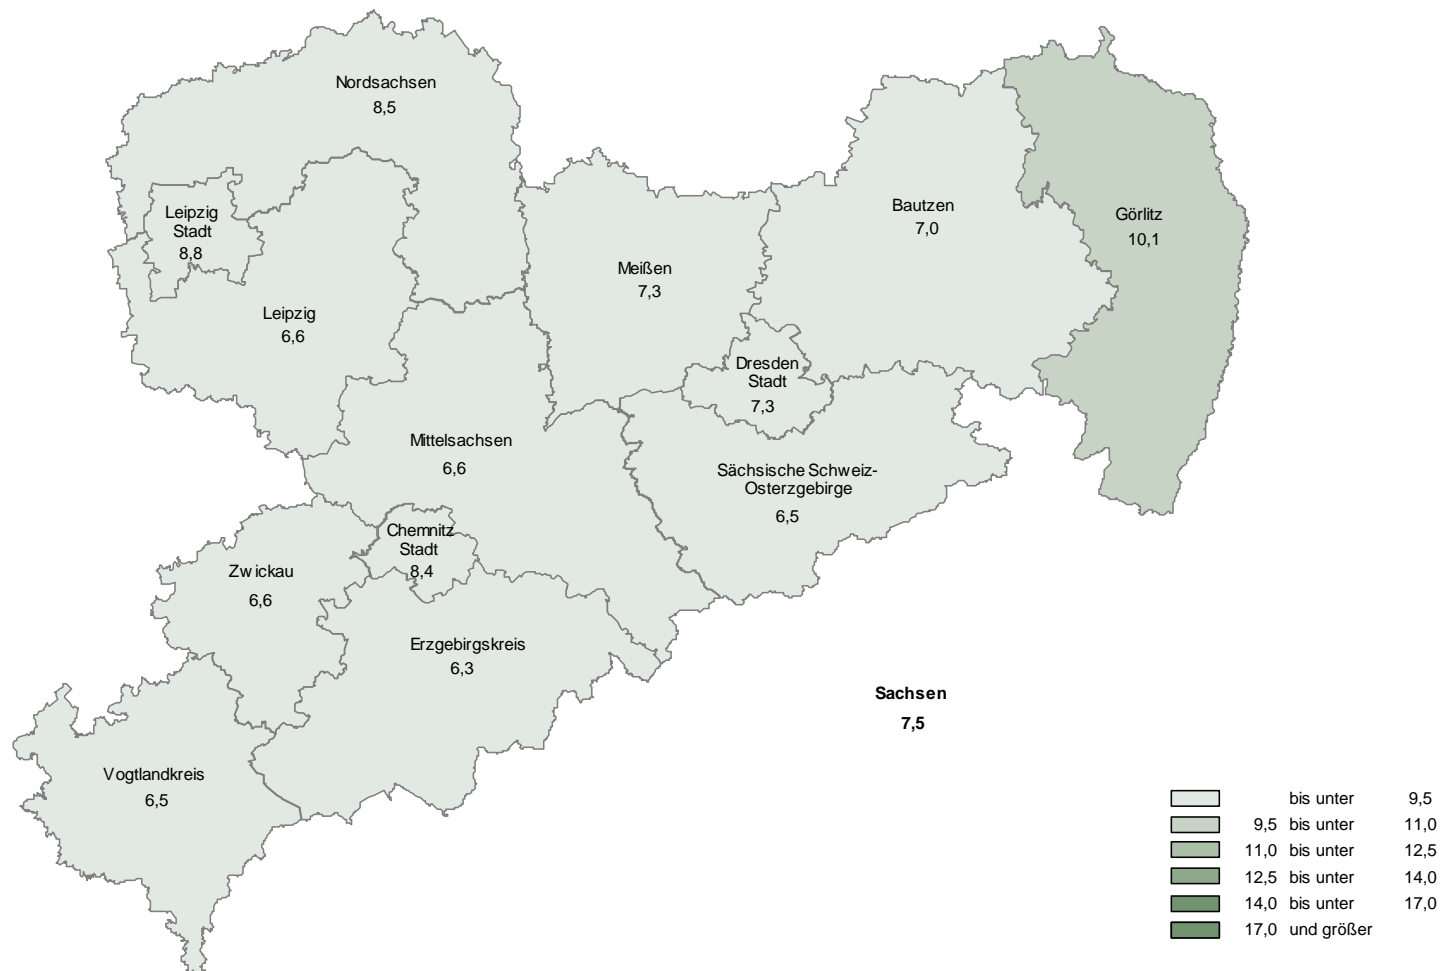 Nordsachsen
8,5
Leipzig
Stadt
8,8
Leipzig
6,6
Meißen
7,3
Bautzen
7,0
Görlitz
10,1
Dresden
Stadt
7,3
Mittelsachsen
6,6
Sächsische Schweiz-
Osterzgebirge
6,5
Chemnitz
Stadt
8,4
Zwickau
6,6
Erzgebirgskreis
6,3
Vogtlandkreis
6,5
Sachsen
7,5
bis unter 9,5
9,5 bis unter 11,0
11,0 bis unter 12,5
12,5 bis unter 14,0
14,0 bis unter 17,0
17,0 und größer